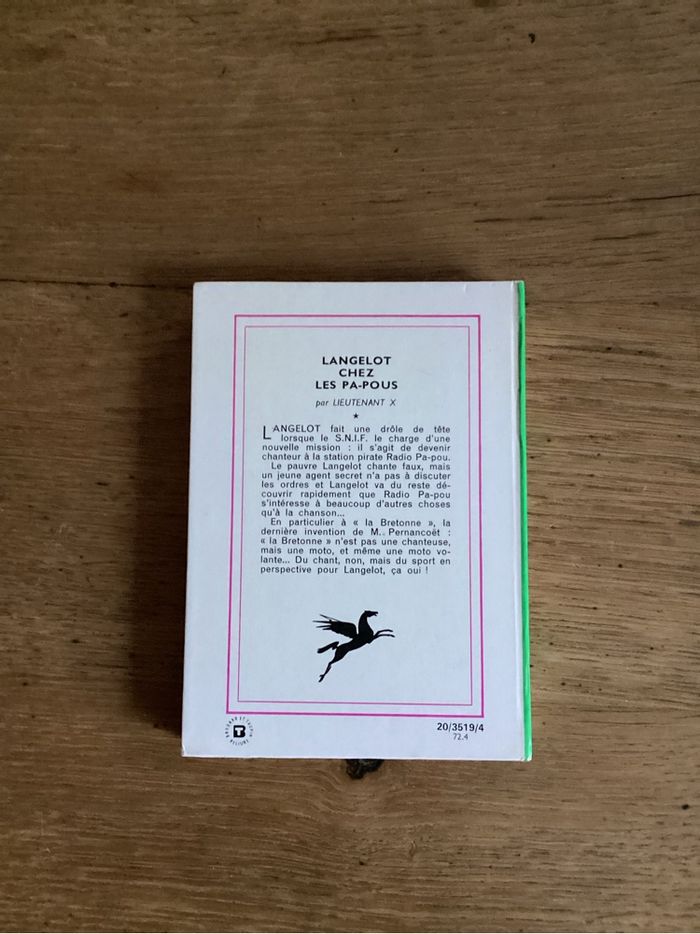 LANGELOT
CHEZ
LES PA-POUS
par LIEUTENANT X
★
LANGELOT fait une drôle de tête
lorsque le S.N.I.F. le charge d'une
nouvelle mission : il s'agit de devenir
chanteur à la station pirate Radio Pa-pou.
Le pauvre Langelot chante faux, mais
un jeune agent secret n'a pas à discuter
les ordres et Langelot va du reste dé-
couvrir rapidement que Radio Pa-pou
s'intéresse à beaucoup d'autres choses
qu'à la chanson...
En particulier à « la Bretonne », la
dernière invention de M. Pernancoët :
« la Bretonne » n'est pas une chanteuse,
mais une moto, et même une moto vo-
lante... Du chant, non, mais du sport en
perspective pour Langelot, ça oui !
T
20/3519/4
72.4